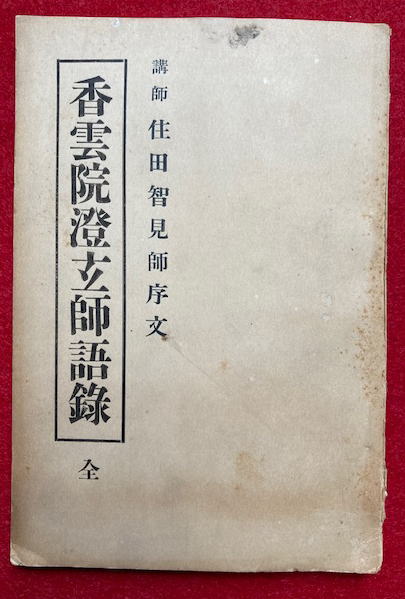 講師 住田智見師序文
香雲院澄玄師語錄 全